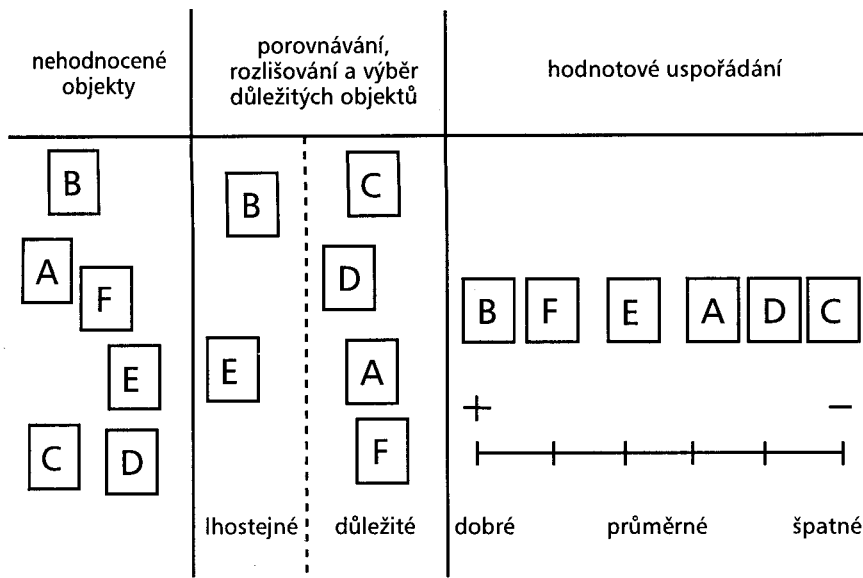 nehodnocené
objekty
porovnávání,
rozlišování a výběr
důležitých objektů
hodnotové uspořádání
B
A
F
E
C
D
B
E
lhostejné
C
D
A
F
důležité
B F E A D C
+ −
dobré průměrné špatné